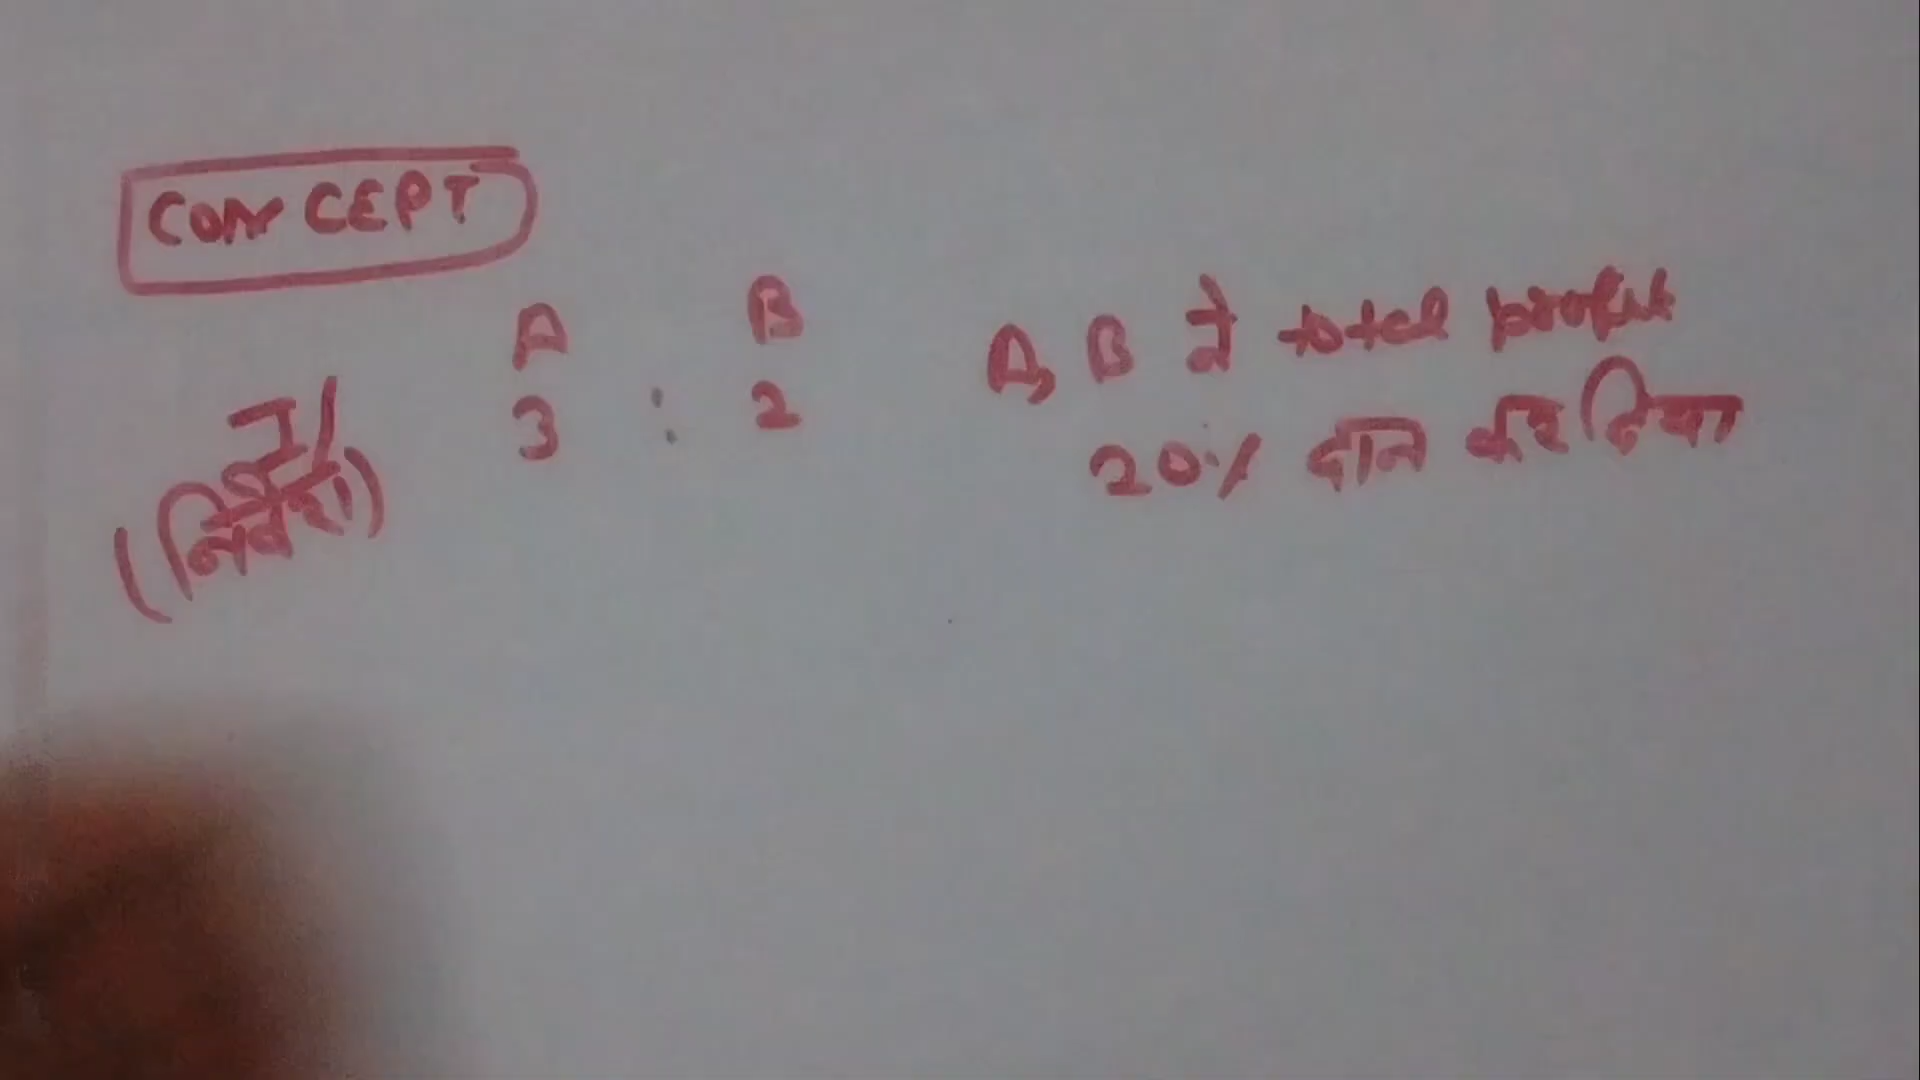 CONCEPT
A B
I/ 3 : 2
(निवेश)
A, B ने total profit
20% दान कर दिया